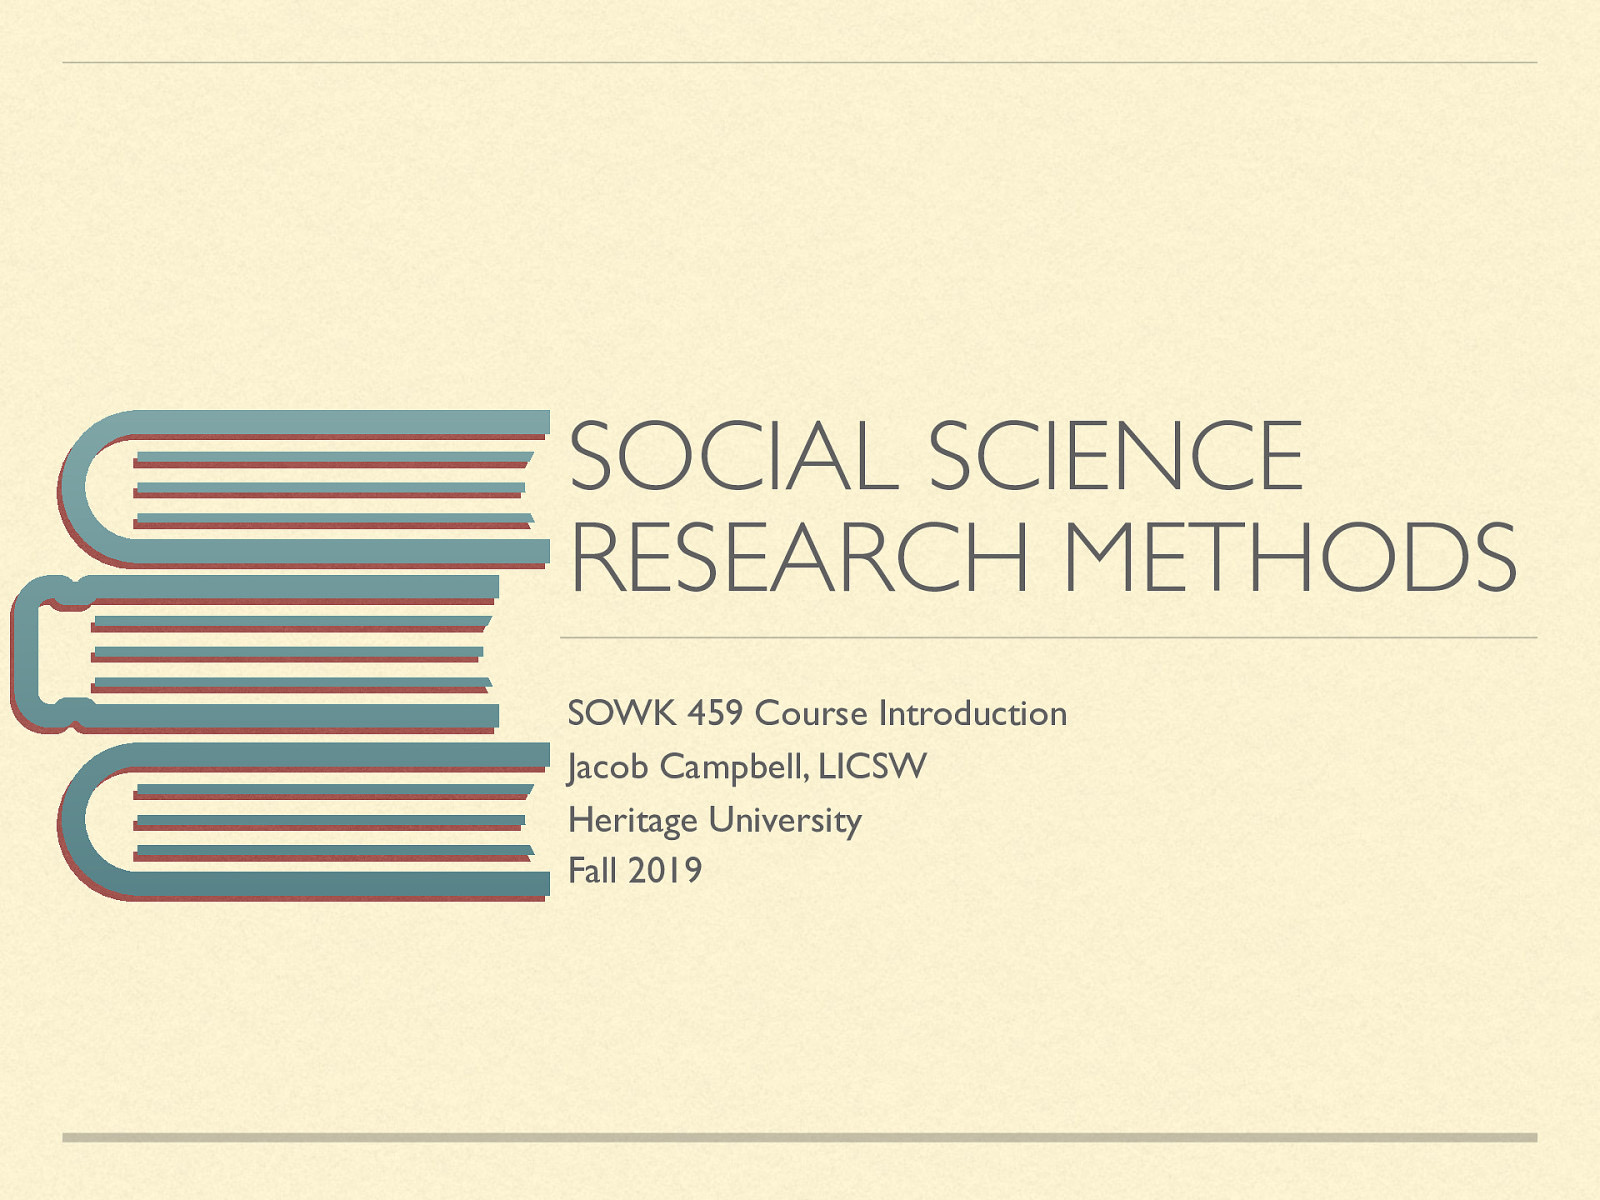 SOCIAL SCIENCE
RESEARCH METHODS
SOWK 459 Course Introduction
Jacob Campbell, LICSW
Heritage University
Fall 2019